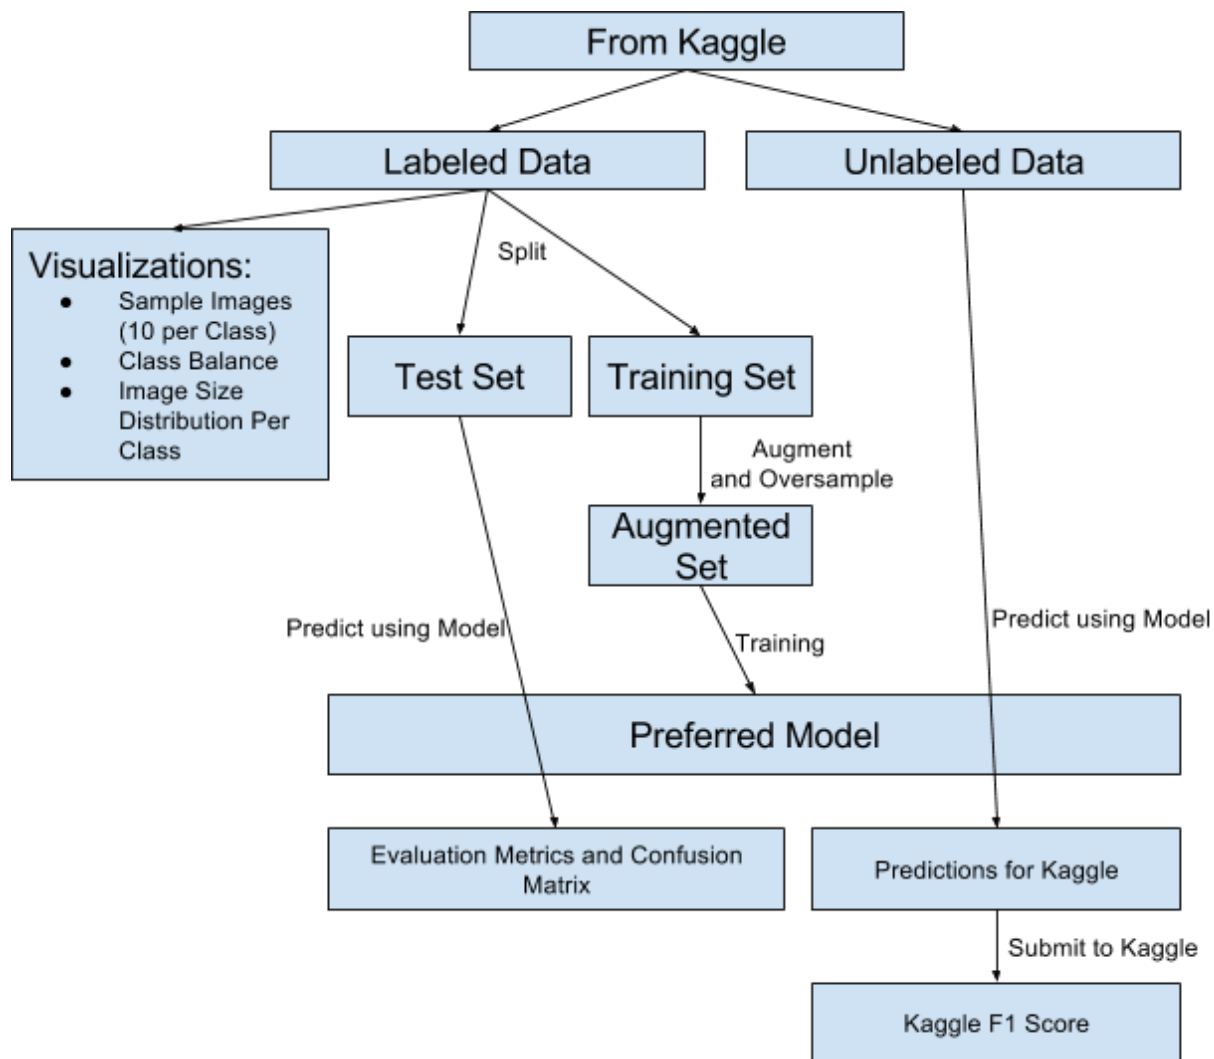 From Kaggle
Labeled Data
Unlabeled Data
Visualizations:
● Sample Images
(10 per Class)
● Class Balance
● Image Size
Distribution Per
Class
Split
Test Set
Training Set
Augment
and Oversample
Augmented
Set
Predict using Model
Training
Predict using Model
Preferred Model
Evaluation Metrics and Confusion
Matrix
Predictions for Kaggle
Submit to Kaggle
Kaggle F1 Score